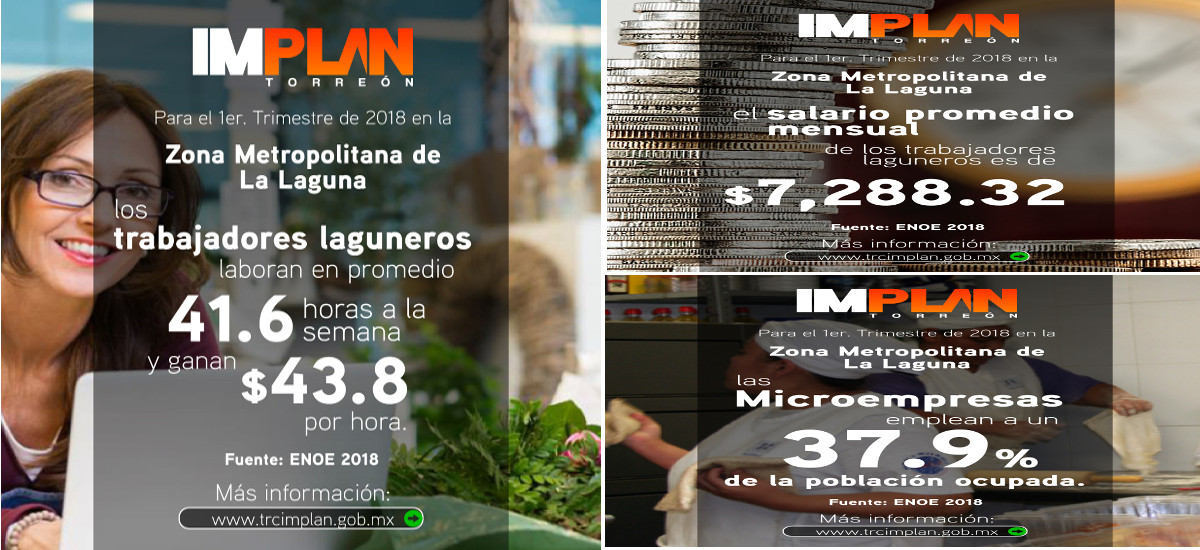 IMPLAN
TORREÓN
Para el 1er. Trimestre de 2018 en la
Zona Metropolitana de
La Laguna
los
trabajadores laguneros
laboran en promedio
41.6 horas a la
semana
y ganan
$43.8
por hora.
Fuente: ENOE 2018
Más información:
www.trcimplan.gob.mx
IMPLAN
TORREÓN
Para el 1er. Trimestre de 2018 en la
Zona Metropolitana de
La Laguna
el salario promedio
mensual
de los trabajadores
laguneros es de
$7,288.32
Fuente: ENOE 2018
Más información:
www.trcimplan.gob.mx
IMPLAN
TORREÓN
Para el 1er. Trimestre de 2018 en la
Zona Metropolitana de
La Laguna
las
Microempresas
emplean a un
37.9%
de la población ocupada.
Fuente: ENOE 2018
Más información:
www.trcimplan.gob.mx